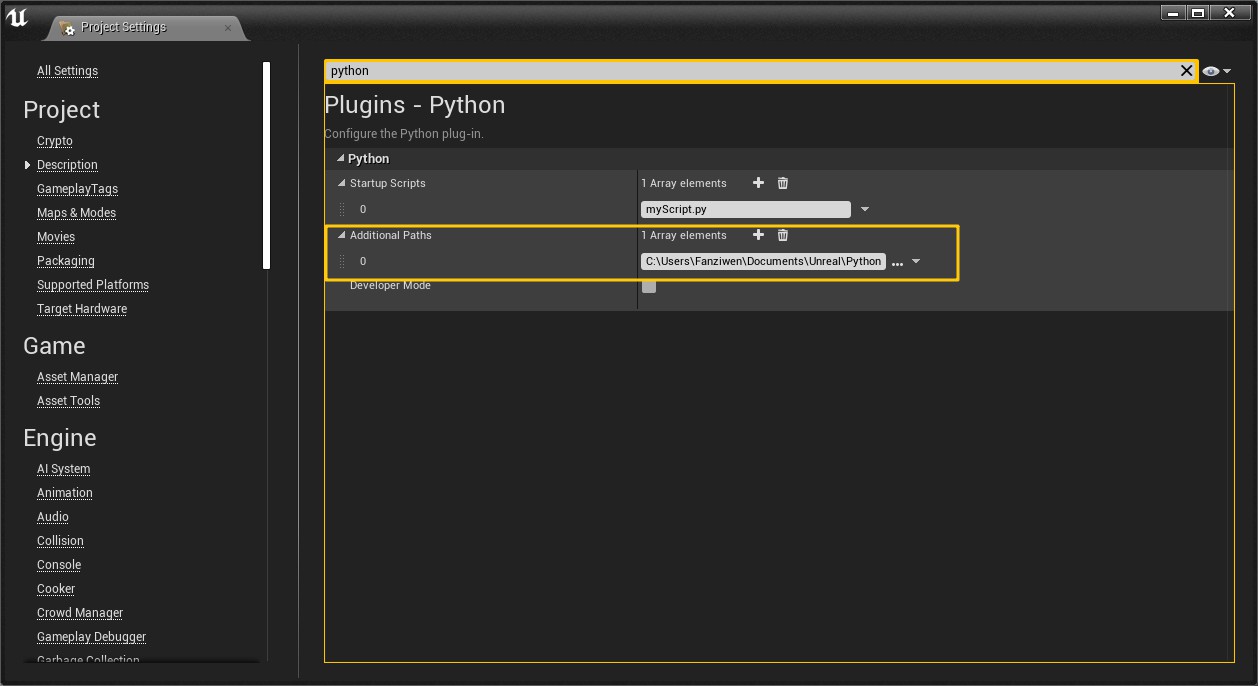 Project Settings
All Settings
Project
Crypto
Description
GameplayTags
Maps & Modes
Movies
Packaging
Supported Platforms
Target Hardware
Game
Asset Manager
Asset Tools
Engine
AI System
Animation
Audio
Collision
Console
Cooker
Crowd Manager
Gameplay Debugger
Garbage Collection
python
Plugins - Python
Configure the Python plug-in.
Python
Startup Scripts 1 Array elements
0 myScript.py
Additional Paths 1 Array elements
0 C:\Users\Fanziwen\Documents\Unreal\Python ...
Developer Mode